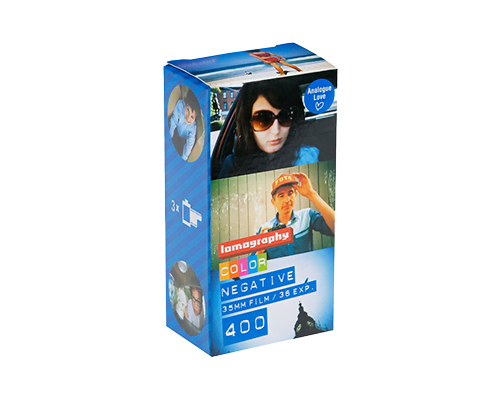 Analogue
Love
3x
lomography
COLOR
NEGATIVE
35MM FILM / 36 EXP.
400